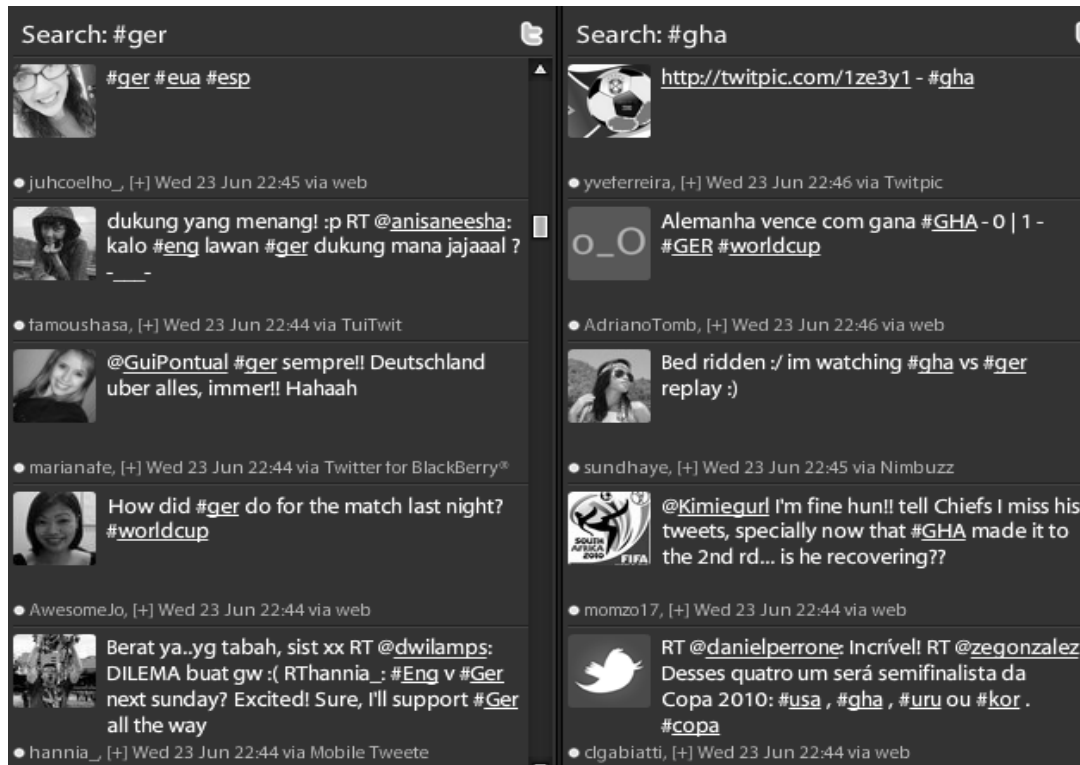 Search: #ger
#ger #eua #esp
juhcoelho_, [+] Wed 23 Jun 22:45 via web
dukung yang menang! :p RT @anisaneesha:
kalo #eng lawan #ger dukung mana jajaaal ?
-___-
famoushasa, [+] Wed 23 Jun 22:44 via TuiTwit
@GuiPontual #ger sempre!! Deutschland
uber alles, immer!! Hahaah
marianafe, [+] Wed 23 Jun 22:44 via Twitter for BlackBerry®
How did #ger do for the match last night?
#worldcup
AwesomeJo, [+] Wed 23 Jun 22:44 via web
Berat ya..yg tabah, sist xx RT @dwilamps:
DILEMA buat gw :( RThannia_: #Eng v #Ger
next sunday? Excited! Sure, I'll support #Ger
all the way
hannia_, [+] Wed 23 Jun 22:44 via Mobile Tweete
Search: #gha
http://twitpic.com/1ze3y1 - #gha
yveferreira, [+] Wed 23 Jun 22:46 via Twitpic
o_O
Alemanha vence com gana #GHA - 0 | 1 -
#GER #worldcup
AdrianoTomb, [+] Wed 23 Jun 22:46 via web
Bed ridden :/ im watching #gha vs #ger
replay :)
sundhaye, [+] Wed 23 Jun 22:45 via Nimbuzz
SOUTH
AFRICA
2010
FIFA
@Kimiegurl I'm fine hun!! tell Chiefs I miss his
tweets, specially now that #GHA made it to
the 2nd rd... is he recovering??
momzo17, [+] Wed 23 Jun 22:44 via web
RT @danielperrone: Incrível! RT @zegonzalez
Desses quatro um será semifinalista da
Copa 2010: #usa , #gha , #uru ou #kor .
#copa
clgabiatti, [+] Wed 23 Jun 22:44 via web